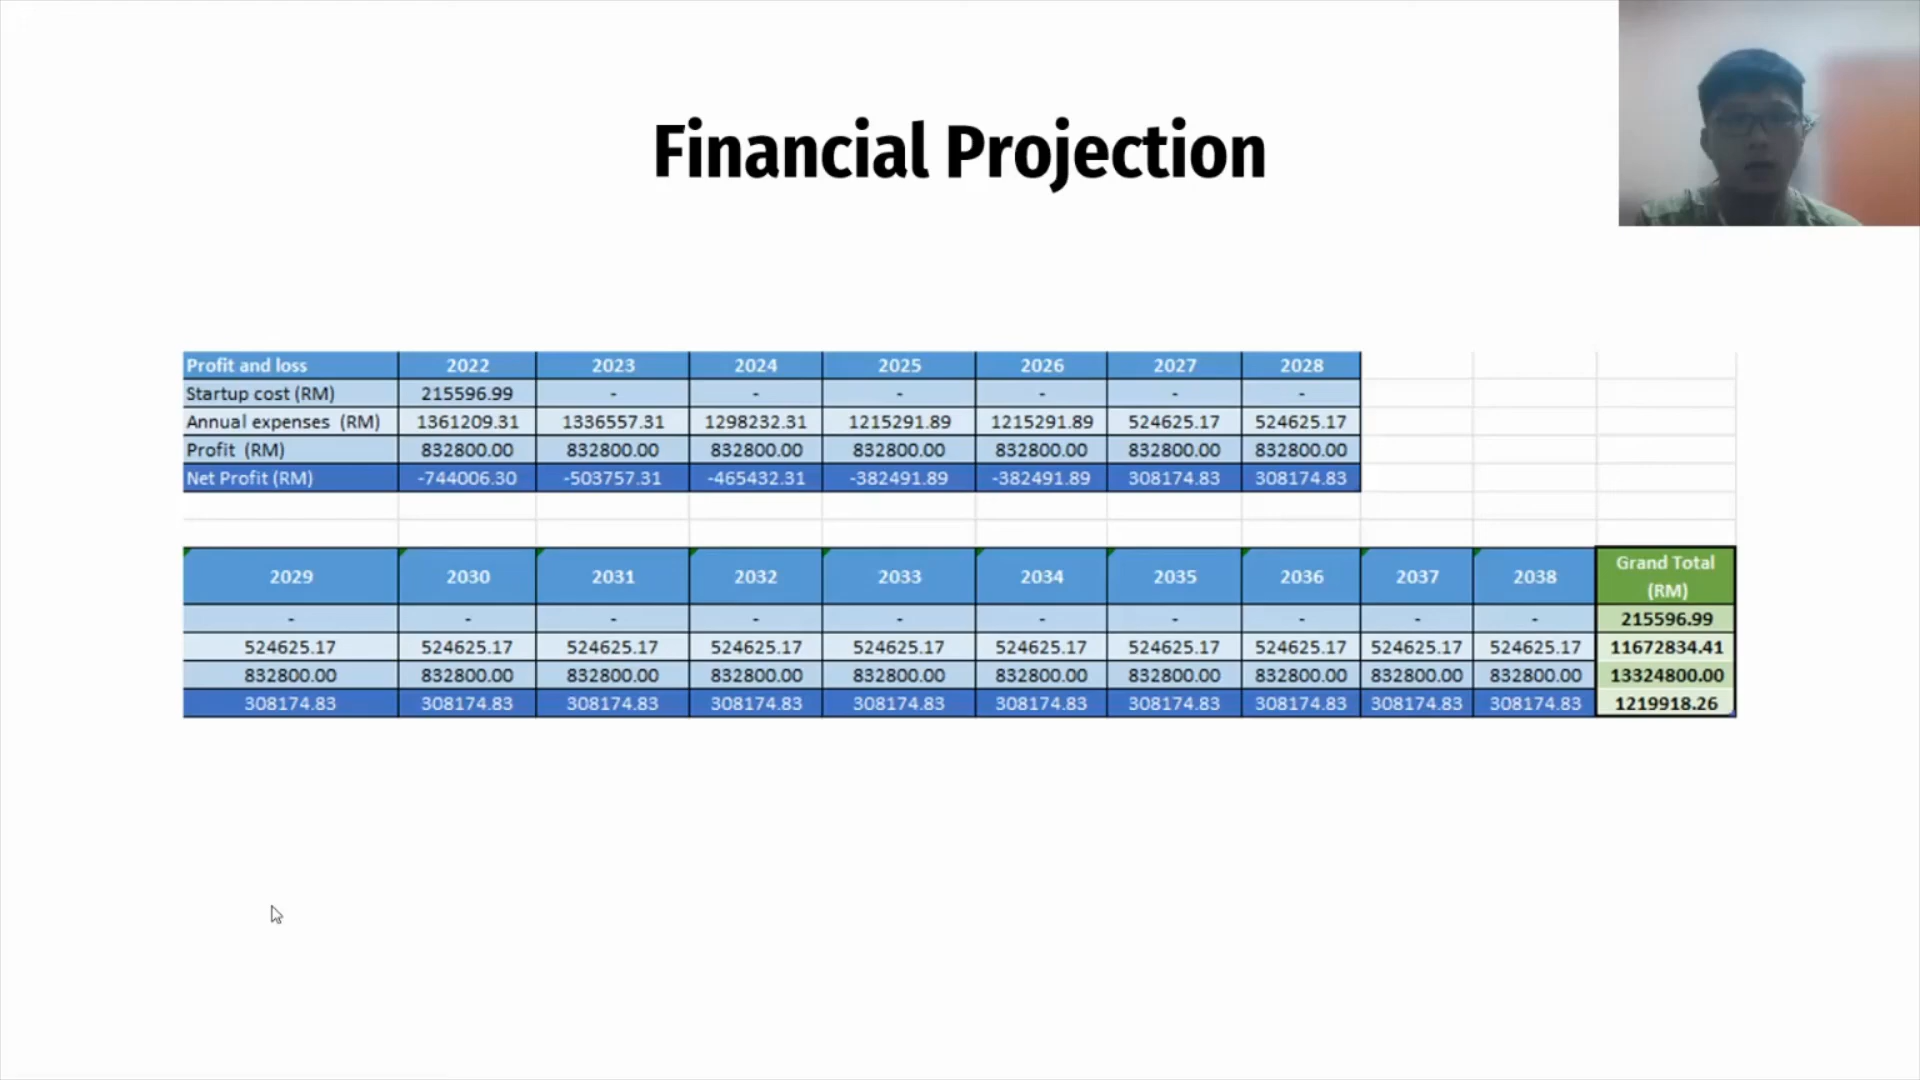 Financial Projection
Profit and loss 2022 2023 2024 2025 2026 2027 2028
Startup cost (RM) 215596.99 - - - - - -
Annual expenses (RM) 1361209.31 1336557.31 1298232.31 1215291.89 1215291.89 524625.17 524625.17
Profit (RM) 832800.00 832800.00 832800.00 832800.00 832800.00 832800.00 832800.00
Net Profit (RM) -744006.30 -503757.31 -465432.31 -382491.89 -382491.89 308174.83 308174.83
2029 2030 2031 2032 2033 2034 2035 2036 2037 2038 Grand Total (RM)
- - - - - - - - - - 215596.99
524625.17 524625.17 524625.17 524625.17 524625.17 524625.17 524625.17 524625.17 524625.17 524625.17 11672834.41
832800.00 832800.00 832800.00 832800.00 832800.00 832800.00 832800.00 832800.00 832800.00 832800.00 13324800.00
308174.83 308174.83 308174.83 308174.83 308174.83 308174.83 308174.83 308174.83 308174.83 308174.83 1219918.26